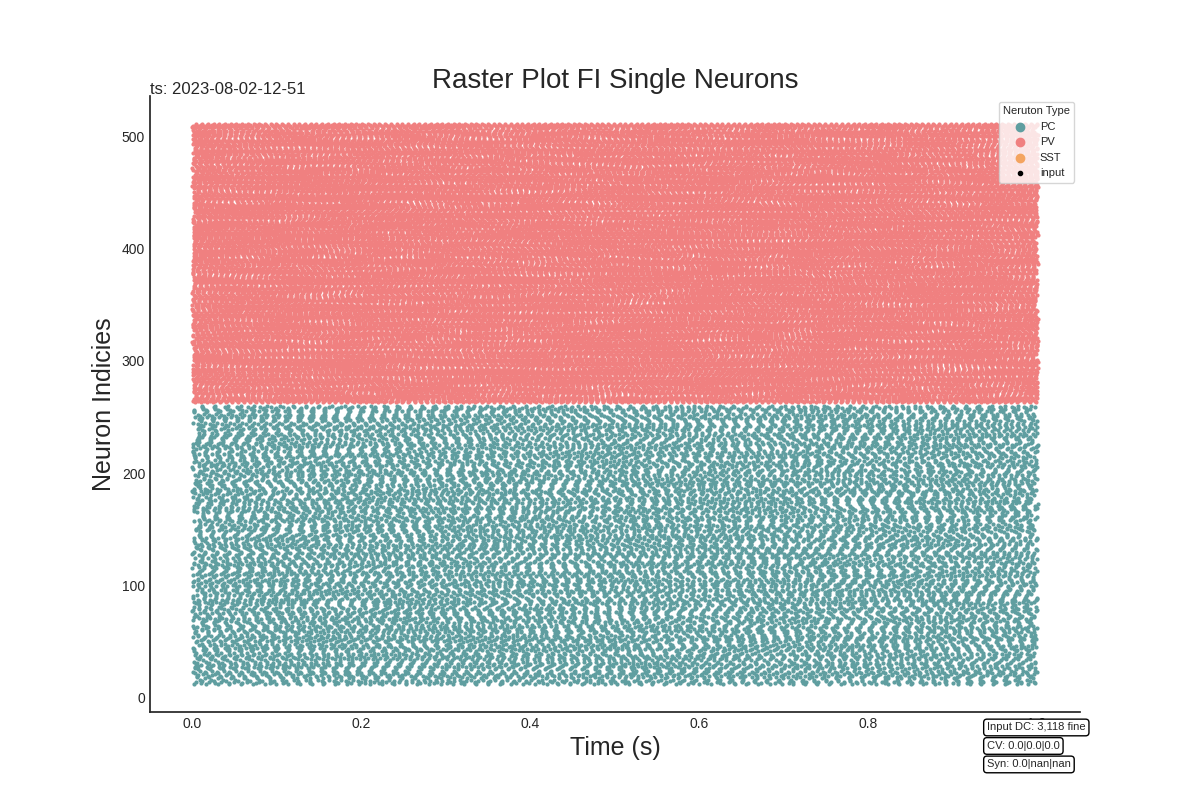 Raster Plot FI Single Neurons
ts: 2023-08-02-12-51
Neruton Type
PC
PV
SST
input
500
400
300
200
100
0
Neuron Indicies
0.0 0.2 0.4 0.6 0.8
Time (s)
Input DC: 3,118 fine
CV: 0.0|0.0|0.0
Syn: 0.0|nan|nan